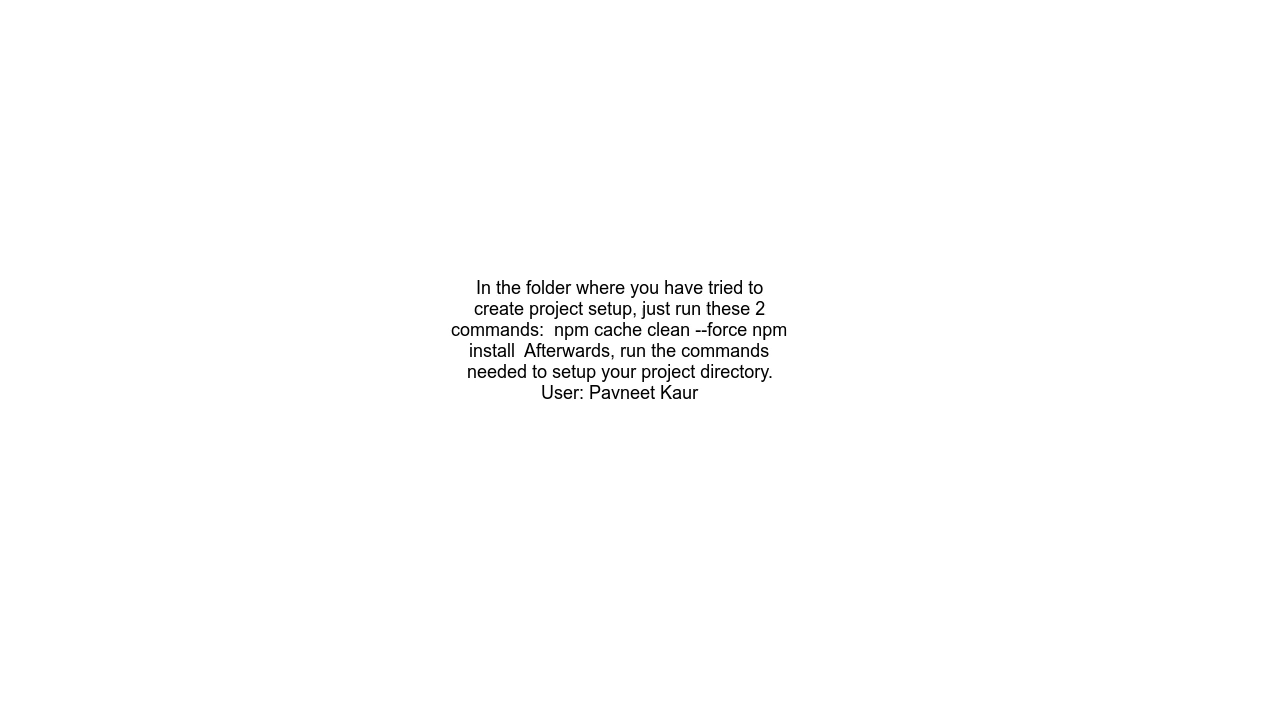 In the folder where you have tried to
create project setup, just run these 2
commands:  npm cache clean --force npm
install  Afterwards, run the commands
needed to setup your project directory.
User: Pavneet Kaur